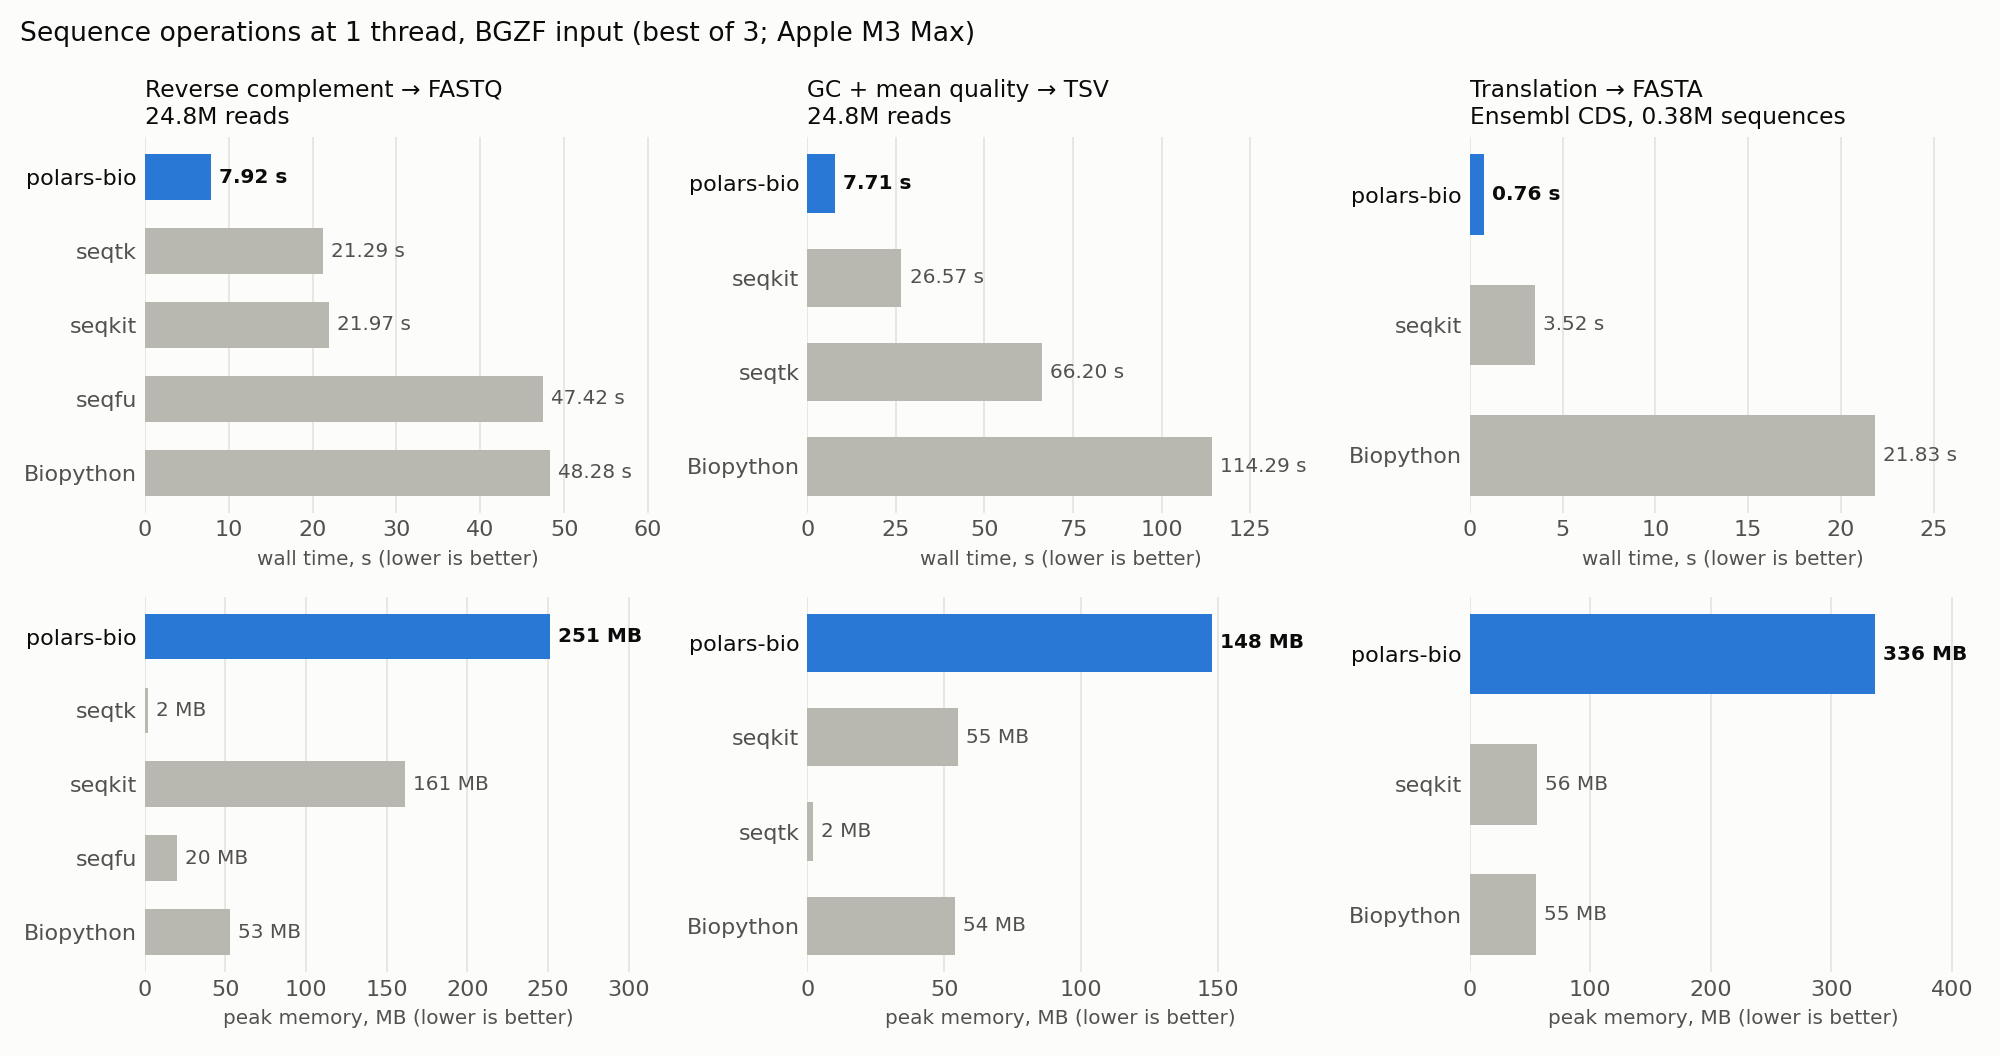 Sequence operations at 1 thread, BGZF input (best of 3; Apple M3 Max)
Reverse complement → FASTQ
24.8M reads
polars-bio
7.92 s
seqtk
21.29 s
seqkit
21.97 s
seqfu
47.42 s
Biopython
48.28 s
0 10 20 30 40 50 60
wall time, s (lower is better)
GC + mean quality → TSV
24.8M reads
polars-bio
7.71 s
seqkit
26.57 s
seqtk
66.20 s
Biopython
114.29 s
0 25 50 75 100 125
wall time, s (lower is better)
Translation → FASTA
Ensembl CDS, 0.38M sequences
polars-bio
0.76 s
seqkit
3.52 s
Biopython
21.83 s
0 5 10 15 20 25
wall time, s (lower is better)
polars-bio
251 MB
seqtk
2 MB
seqkit
161 MB
seqfu
20 MB
Biopython
53 MB
0 50 100 150 200 250 300
peak memory, MB (lower is better)
polars-bio
148 MB
seqkit
55 MB
seqtk
2 MB
Biopython
54 MB
0 50 100 150
peak memory, MB (lower is better)
polars-bio
336 MB
seqkit
56 MB
Biopython
55 MB
0 100 200 300 400
peak memory, MB (lower is better)